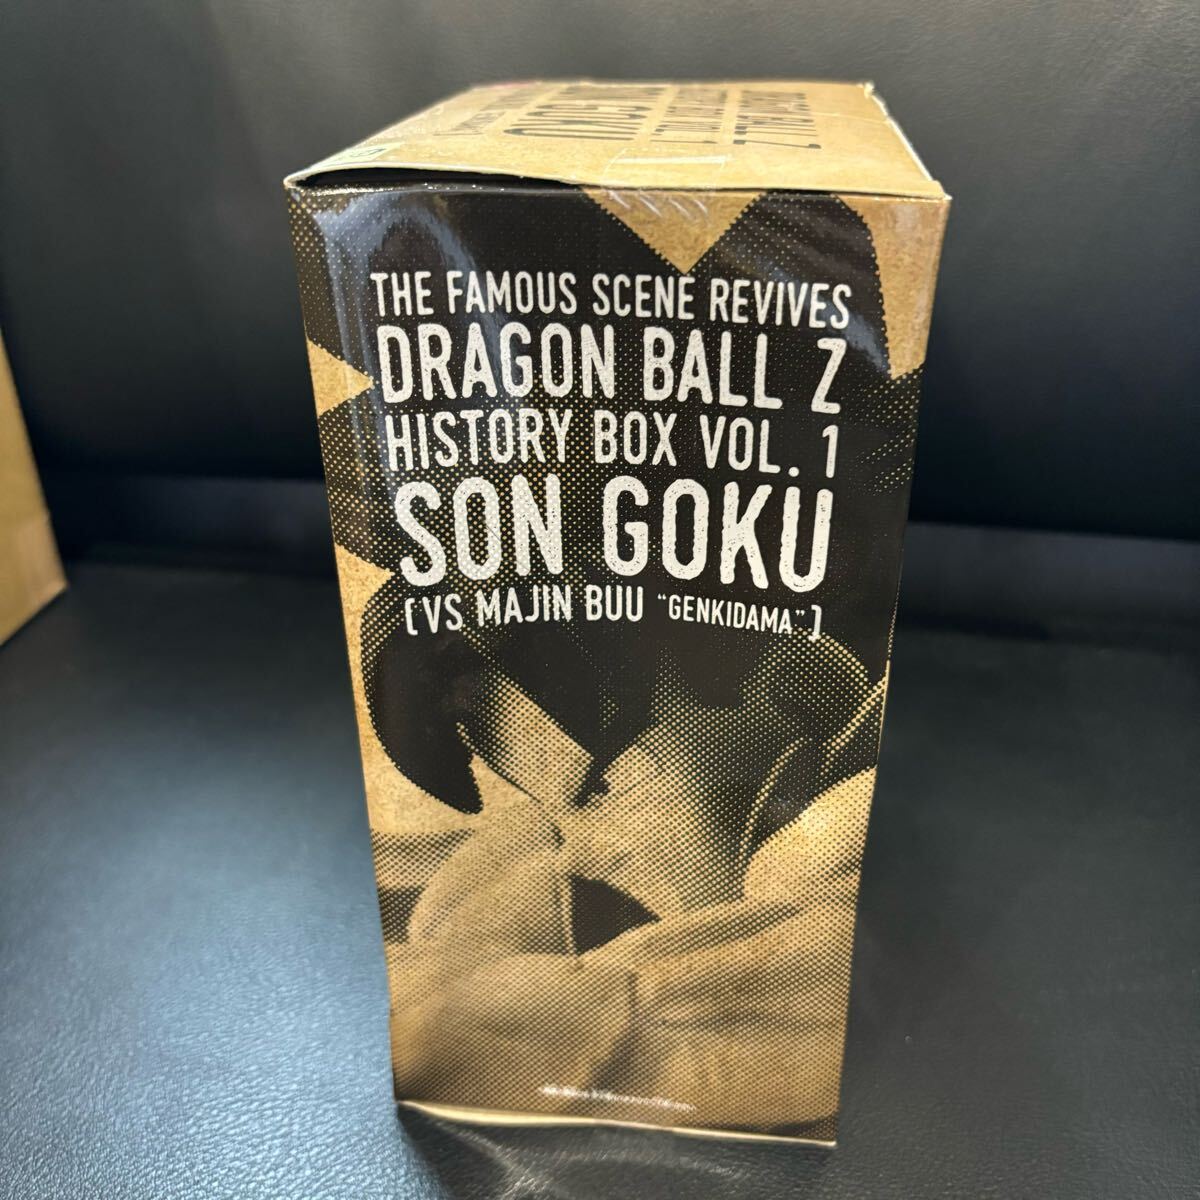 THE FAMOUS SCENE REVIVES
DRAGON BALL Z
HISTORY BOX VOL. 1
SON GOKU
[VS MAJIN BUU "GENKIDAMA"]